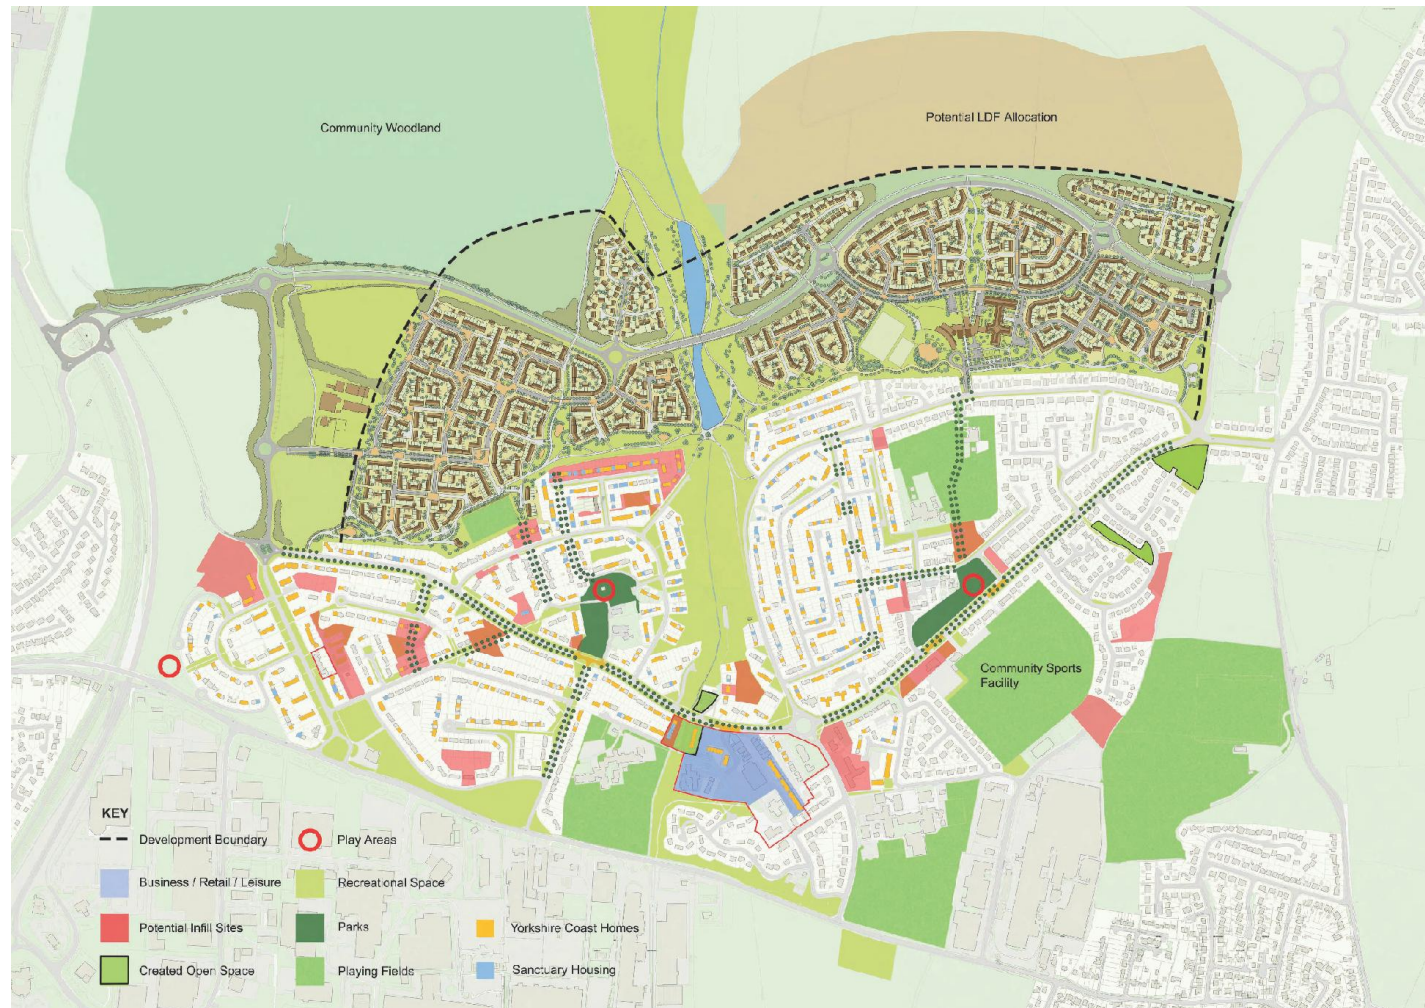 Community Woodland
Potential LDF Allocation
Community Sports
Facility
KEY
Development Boundary
Play Areas
Business / Retail / Leisure
Recreational Space
Potential Infill Sites
Parks
Yorkshire Coast Homes
Created Open Space
Playing Fields
Sanctuary Housing